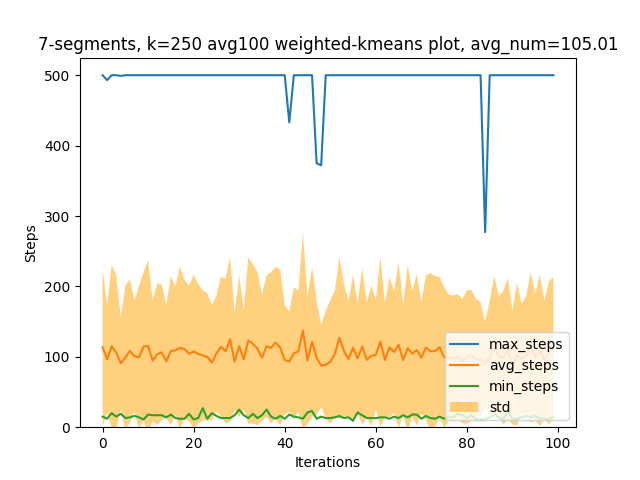 7-segments, k=250 avg100 weighted-kmeans plot, avg_num=105.01
500
400
300
200
100
0
Steps
max_steps
avg_steps
min_steps
std
0 20 40 60 80 100
Iterations